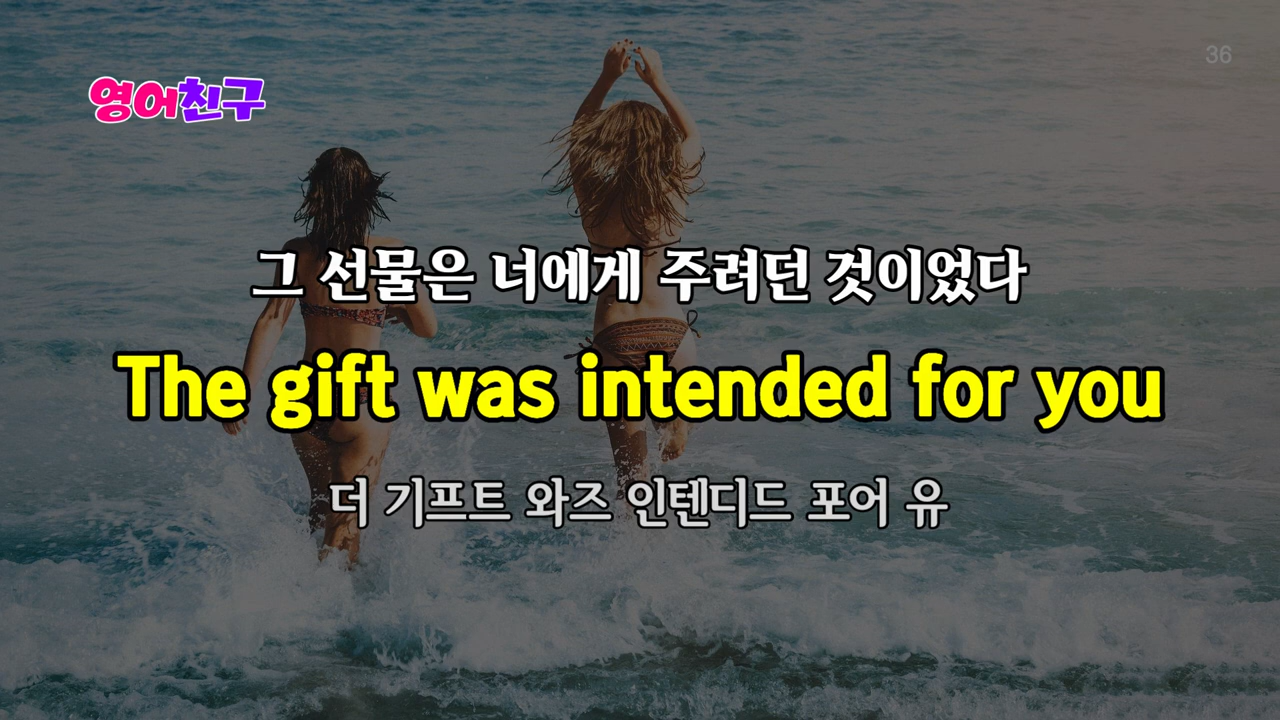 36
영어친구
그 선물은 너에게 주려던 것이었다
The gift was intended for you
더 기프트 와즈 인텐디드 포어 유